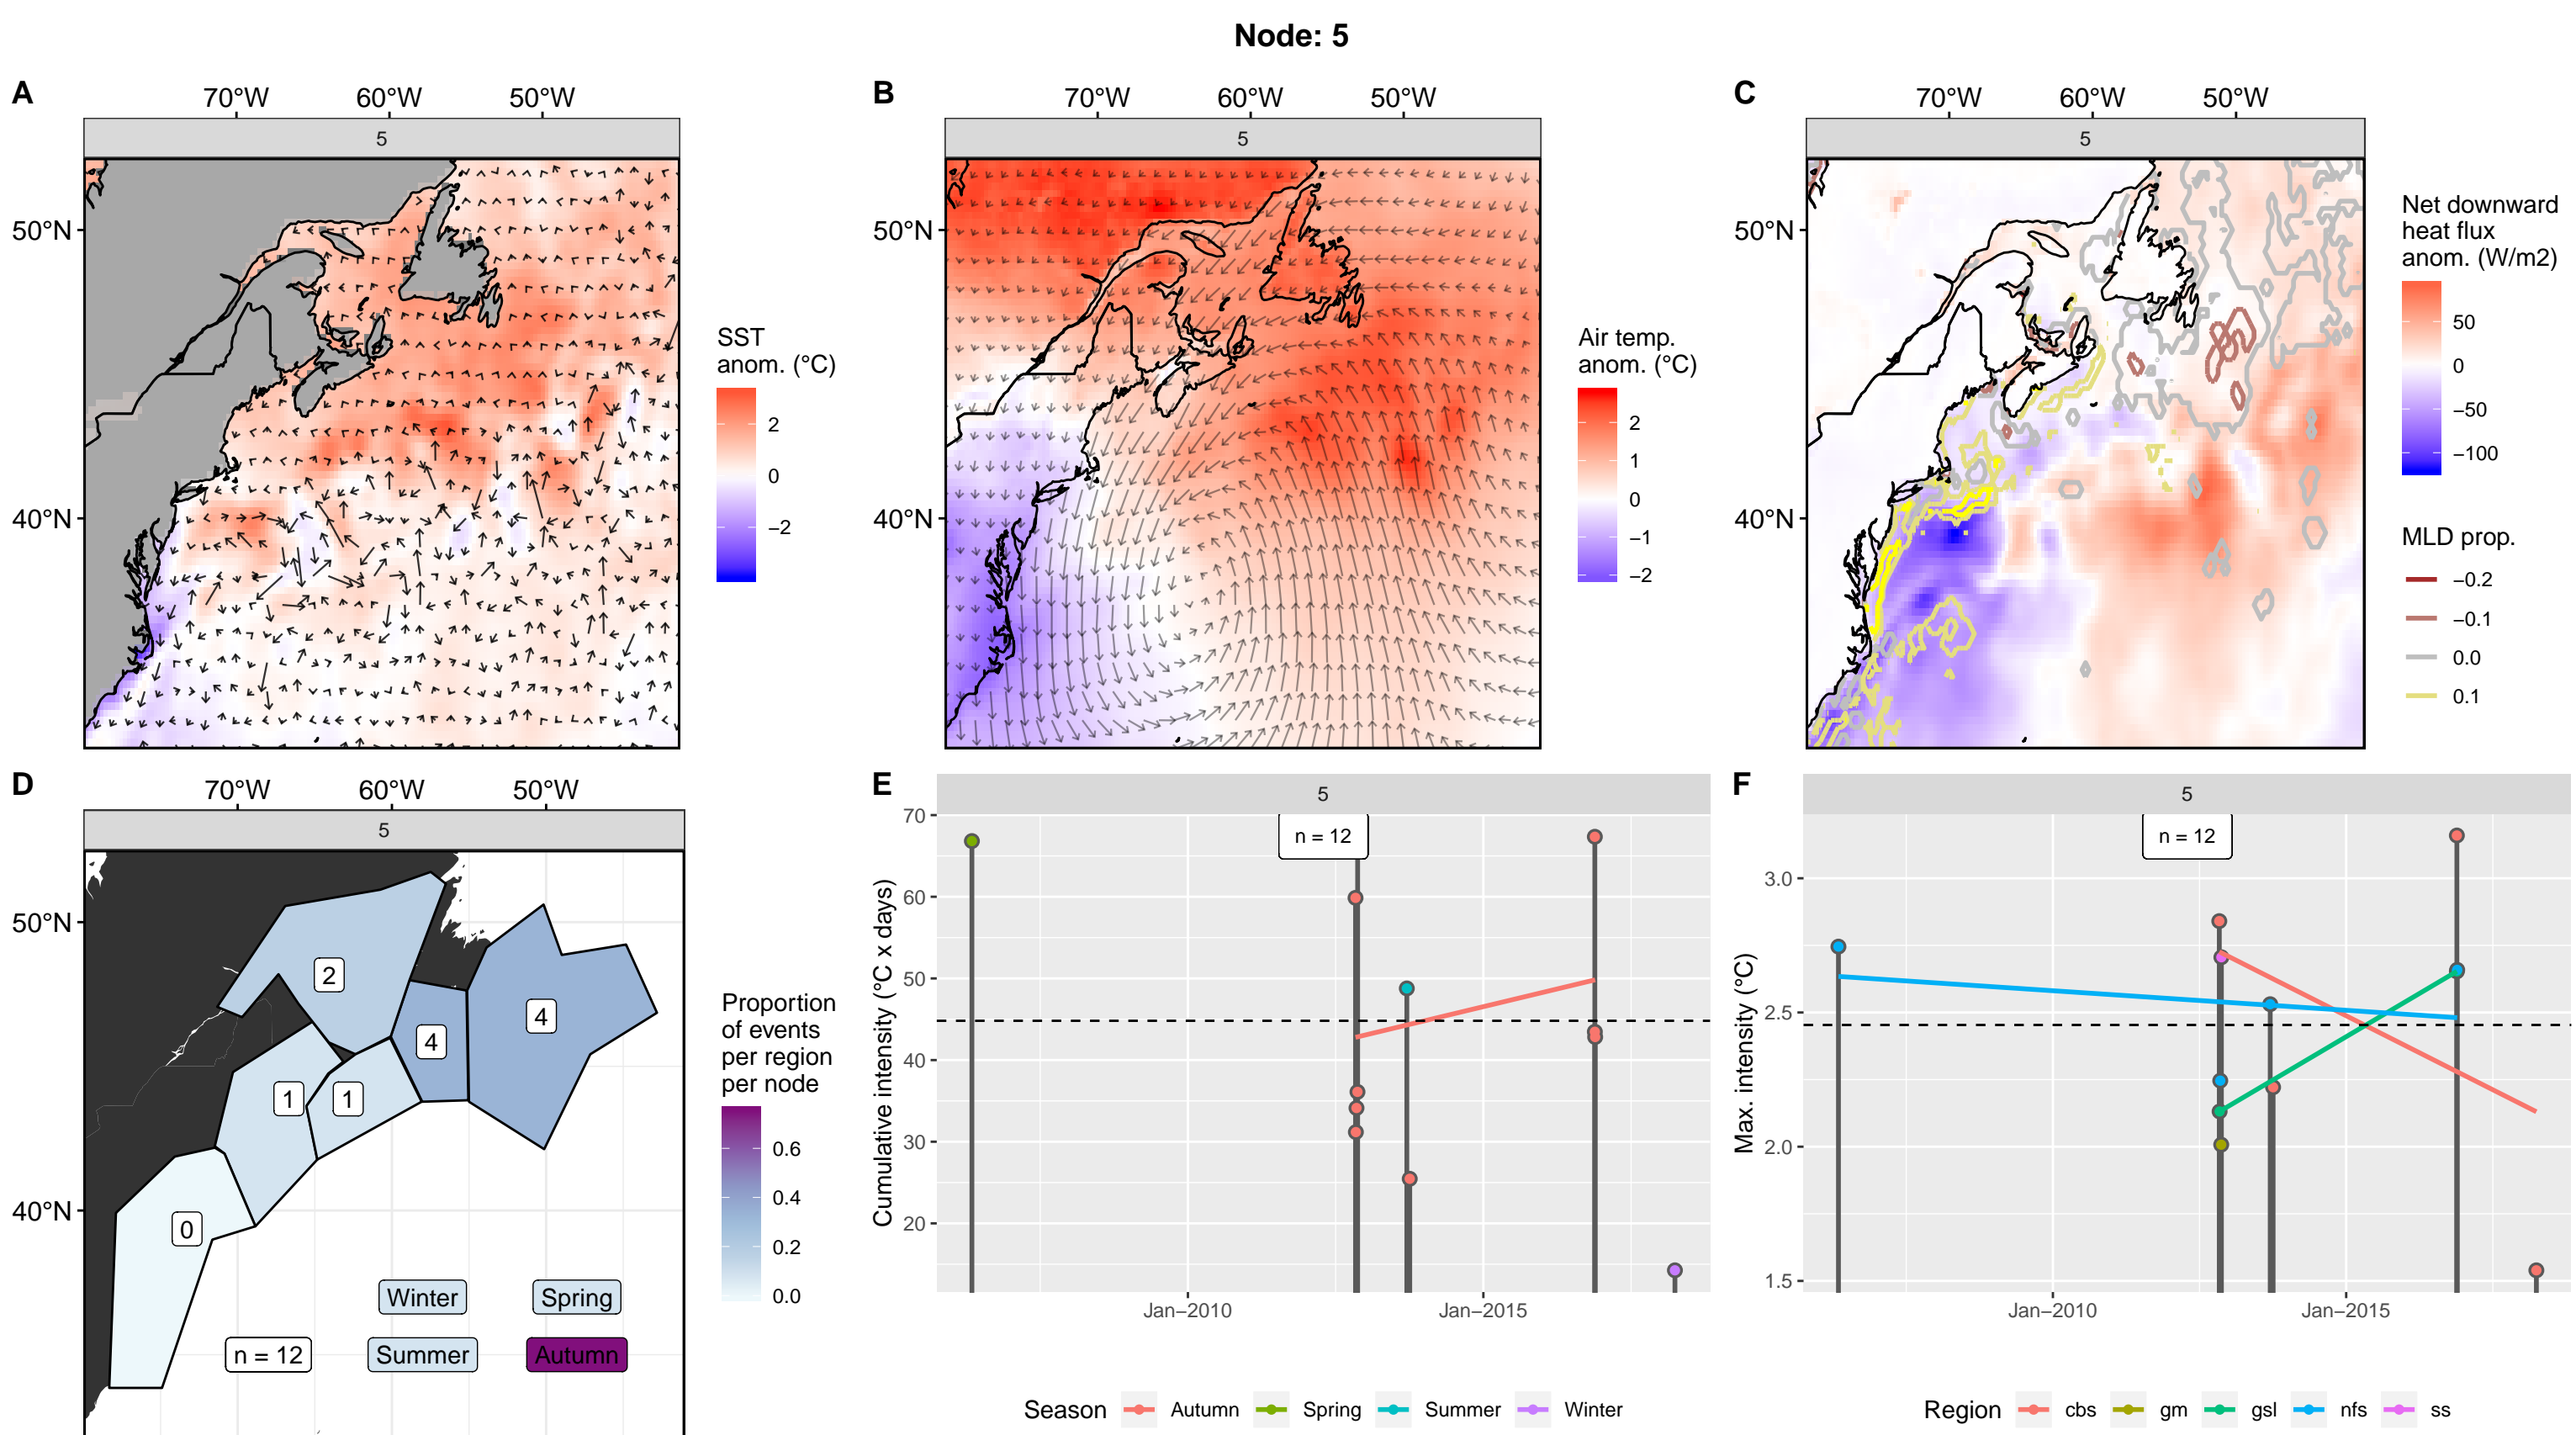 Node: 5
A
70°W 60°W 50°W
5
50°N
40°N
SST
anom. (°C)
2
0
−2
B
70°W 60°W 50°W
5
50°N
40°N
Air temp.
anom. (°C)
2
1
0
−1
−2
C
70°W 60°W 50°W
5
50°N
40°N
Net downward
heat flux
anom. (W/m2)
50
0
−50
−100
MLD prop.
−0.2
−0.1
0.0
0.1
D
70°W 60°W 50°W
5
50°N
40°N
2
4
4
1
1
0
Winter
Spring
n = 12
Summer
Autumn
Proportion
of events
per region
per node
0.6
0.4
0.2
0.0
E
5
n = 12
Cumulative intensity (°C x days)
70
60
50
40
30
20
Jan−2010
Jan−2015
Season Autumn Spring Summer Winter
F
5
n = 12
Max. intensity (°C)
3.0
2.5
2.0
1.5
Jan−2010
Jan−2015
Region cbs gm gsl nfs ss